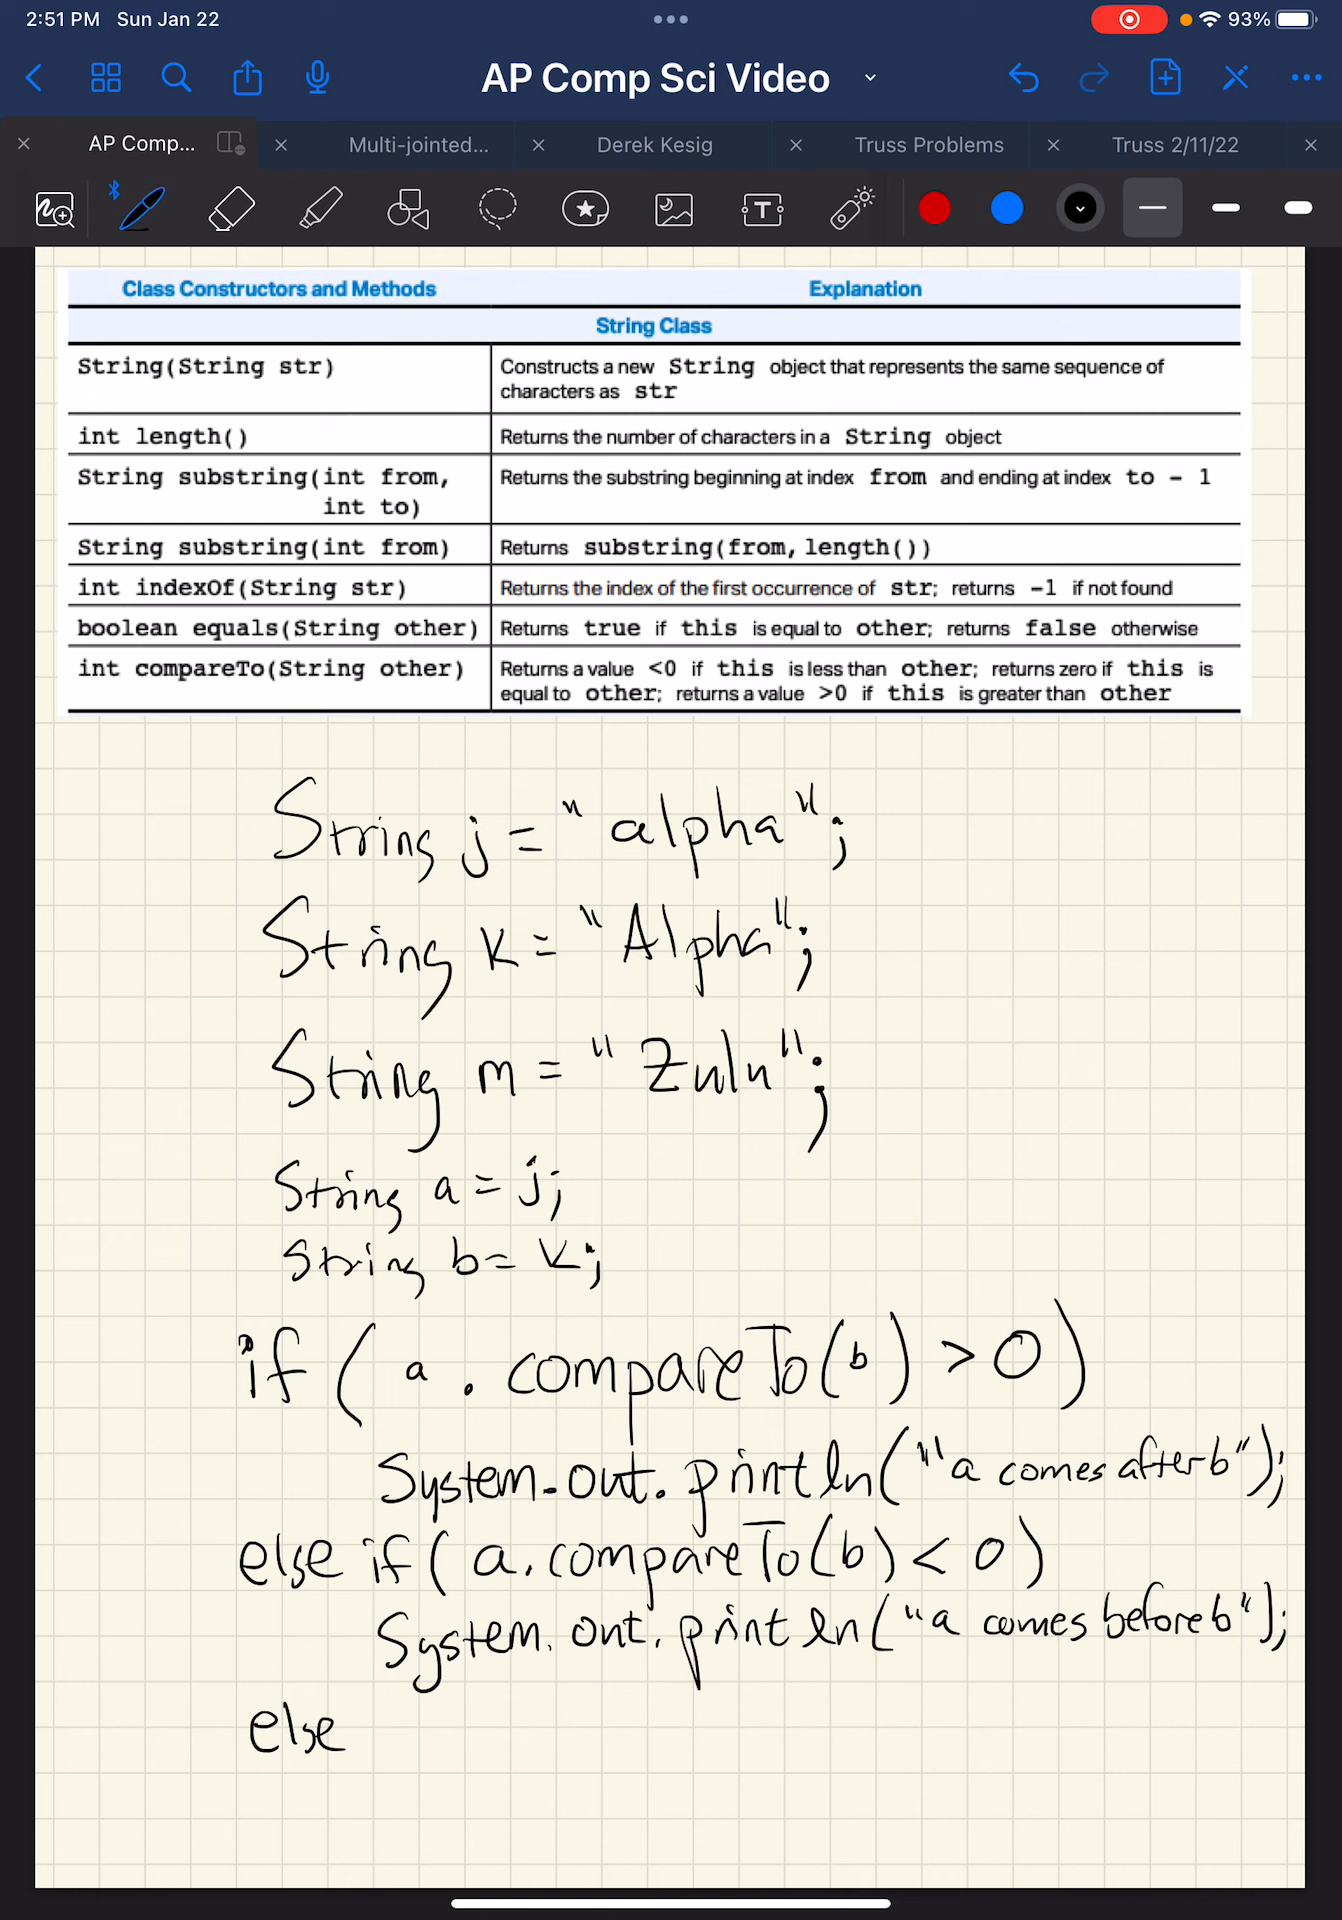 2:51 PM Sun Jan 22
93%
AP Comp Sci Video
AP Comp...
Multi-jointed...
Derek Kesig
Truss Problems
Truss 2/11/22
T
Class Constructors and Methods
Explanation
String Class
String(String str)
Constructs a new String object that represents the same sequence of
characters as str
int length()
Returns the number of characters in a String object
String substring(int from,
int to)
Returns the substring beginning at index from and ending at index to - 1
String substring(int from)
Returns substring(from, length())
int indexOf(String str)
Returns the index of the first occurrence of str; returns -1 if not found
boolean equals(String other)
Returns true if this is equal to other; returns false otherwise
int compareTo(String other)
Returns a value <0 if this is less than other; returns zero if this is
equal to other; returns a value >0 if this is greater than other
String j = "alpha";
String k = "Alpha";
String m = "Zulu";
String a = j;
String b = k;
if ( a . compareTo(b) > 0)
System.out.println("a comes after b");
else if ( a.compareTo(b) < 0)
System.out.println("a comes before b");
else